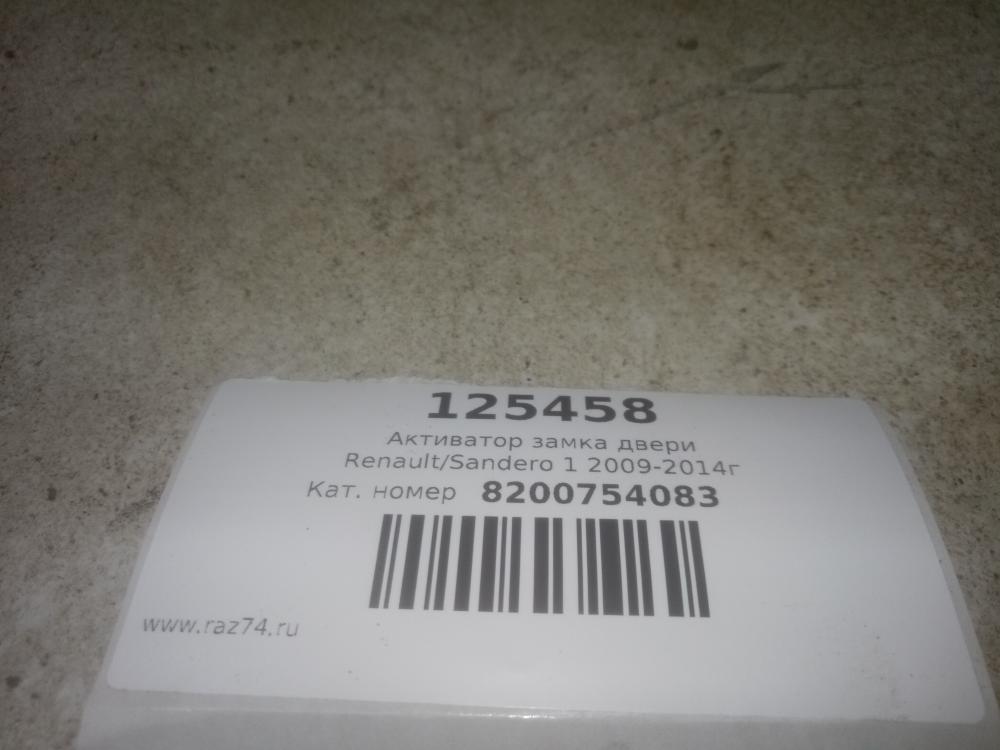 125458
Активатор замка двери
Renault/Sandero 1 2009-2014г
Кат. номер 8200754083
www.raz74.ru